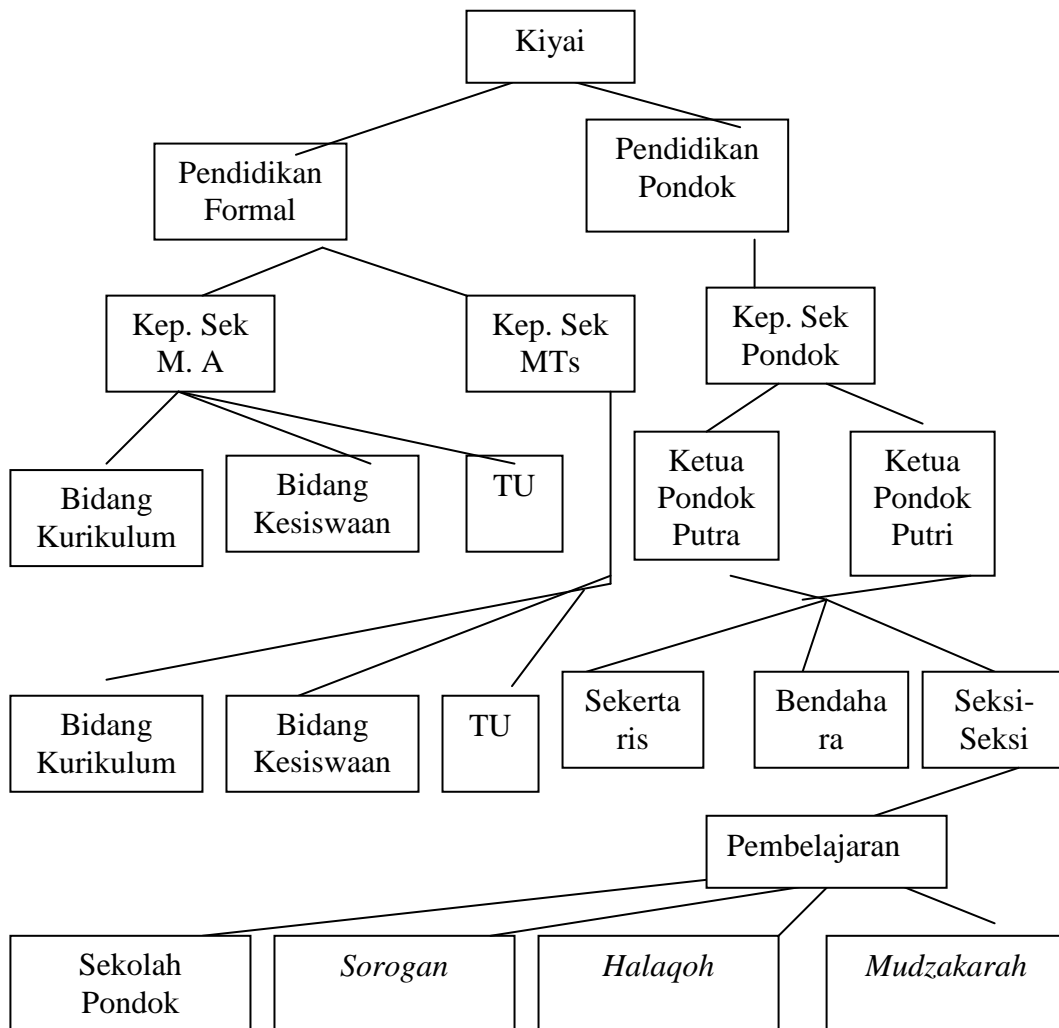 Kiyai
Pendidikan
Formal
Pendidikan
Pondok
Kep. Sek
M. A
Kep. Sek
MTs
Kep. Sek
Pondok
Bidang
Kurikulum
Bidang
Kesiswaan
TU
Ketua
Pondok
Putra
Ketua
Pondok
Putri
Bidang
Kurikulum
Bidang
Kesiswaan
TU
Sekerta
ris
Bendaha
ra
Seksi-
Seksi
Pembelajaran
Sekolah
Pondok
Sorogan
Halaqoh
Mudzakarah